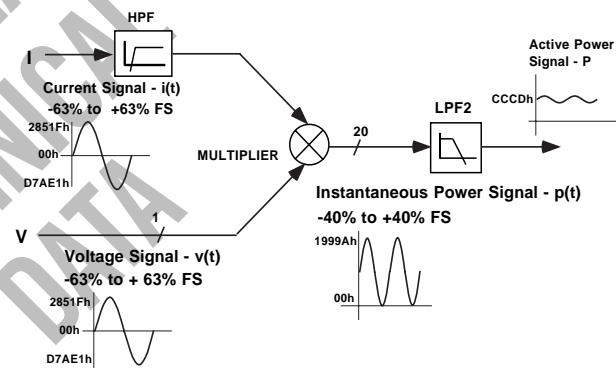 HPF
I
Current Signal - i(t)
-63% to +63% FS
2851Fh
00h
D7AE1h
MULTIPLIER
1
V
Voltage Signal - v(t)
-63% to + 63% FS
2851Fh
00h
D7AE1h
20
LPF2
Active Power
Signal - P
CCCDh
Instantaneous Power Signal - p(t)
-40% to +40% FS
1999Ah
00h
DATA